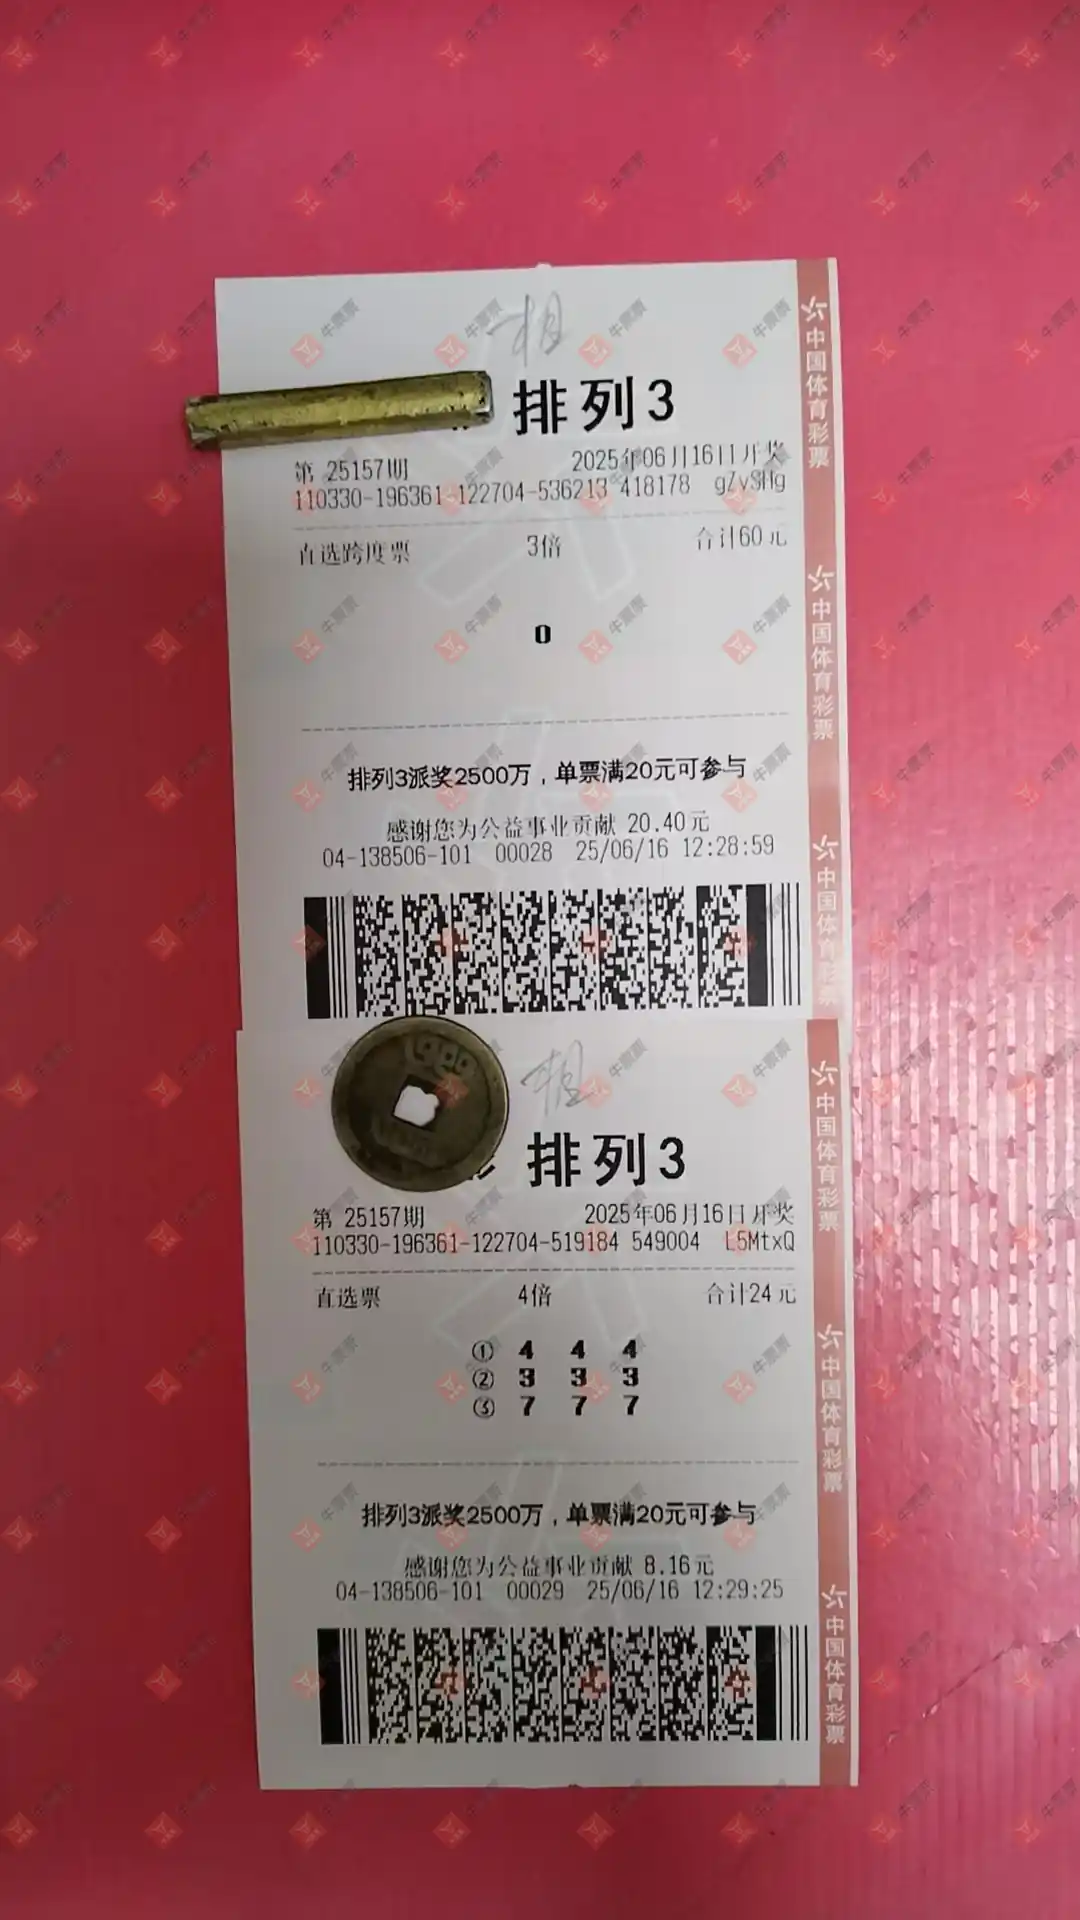 租
排列3
第 25157期 2025年06月16日开奖
110330-196361-122704-536213 418178 gZvSHg
直选跨度票 3倍 合计60元
0
排列3派奖2500万，单票满20元可参与
感谢您为公益事业贡献 20.40元
04-138506-101 00028 25/06/16 12:28:59
租
排列3
第 25157期 2025年06月16日开奖
110330-196361-122704-519184 549004 L5MtxQ
直选票 4倍 合计24元
① 4 4 4
② 3 3 3
③ 7 7 7
排列3派奖2500万，单票满20元可参与
感谢您为公益事业贡献 8.16元
04-138506-101 00029 25/06/16 12:29:25
中国体育彩票
中国体育彩票
中国体育彩票
中国体育彩票
中国体育彩票
中国体育彩票
牛票票